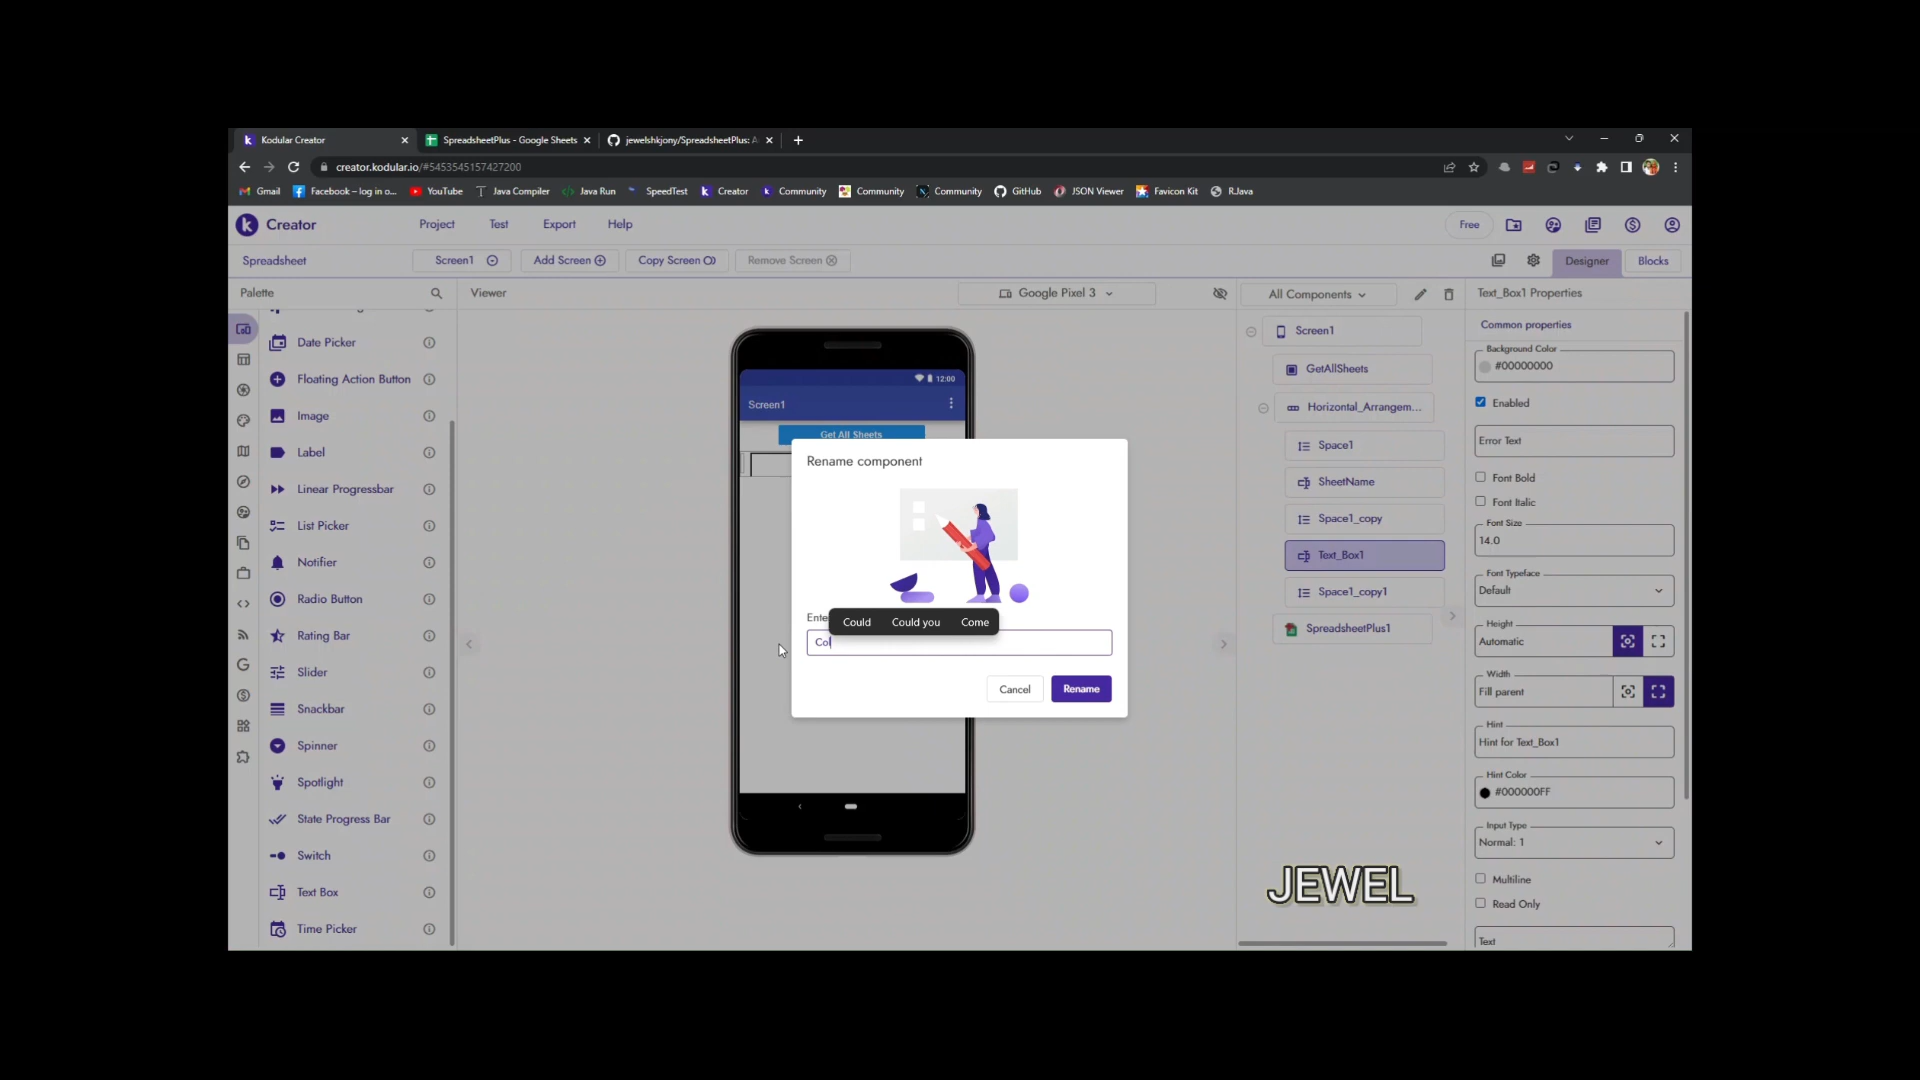 Kodular Creator
SpreadsheetPlus - Google Sheets
jewelshkjony/SpreadsheetPlus: A
creator.kodular.io/#5453545157427200
Gmail
Facebook – log in o...
YouTube
Java Compiler
Java Run
SpeedTest
Creator
Community
Community
Community
GitHub
JSON Viewer
Favicon Kit
RJava
Creator
Project
Test
Export
Help
Free
Spreadsheet
Screen1
Add Screen
Copy Screen
Remove Screen
Designer
Blocks
Palette
Date Picker
Floating Action Button
Image
Label
Linear Progressbar
List Picker
Notifier
Radio Button
Rating Bar
Slider
Snackbar
Spinner
Spotlight
State Progress Bar
Switch
Text Box
Time Picker
Viewer
Google Pixel 3
12:00
Screen1
Get All Sheets
Rename component
Ente
Could
Could you
Come
Col
Cancel
Rename
All Components
Screen1
GetAllSheets
Horizontal_Arrangem...
Space1
SheetName
Space1_copy
Text_Box1
Space1_copy1
SpreadsheetPlus1
JEWEL
Text_Box1 Properties
Common properties
Background Color
#00000000
Enabled
Error Text
Font Bold
Font Italic
Font Size
14.0
Font Typeface
Default
Height
Automatic
Width
Fill parent
Hint
Hint for Text_Box1
Hint Color
#000000FF
Input Type
Normal: 1
Multiline
Read Only
Text